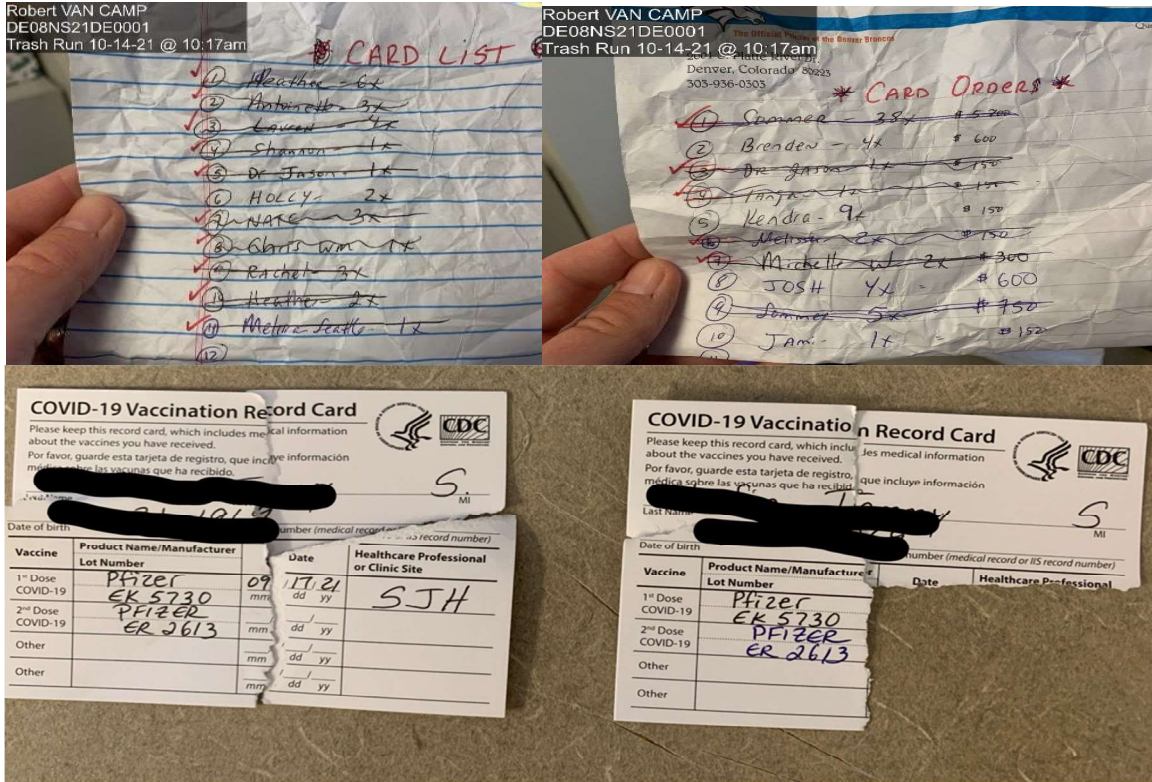 Robert VAN CAMP
DE08NS21DE0001
Trash Run 10-14-21 @ 10:17am
* CARD LIST *
① Heather - 6x
② Antoinette - 3x
③ Lauren - 4x
④ Shannon - 1x
⑤ Dr Jason - 1x
⑥ HOLLY - 2x
⑦ NATE - 3x
⑧ Chris wm 1x
⑨ Rachel - 3x
⑩ Heather - 2x
⑪ 1x
⑫
Robert VAN CAMP
DE08NS21DE0001
Trash Run 10-14-21 @ 10:17am
The Official of the Denver Broncos
Denver, Colorado 80223
303-936-0303
* CARD ORDERS *
① Sommer - 38x $
② Brenden - 4x $ 600
③ Dr Jason 1x $ 150
④ Tanya 1x $ 150
⑤ Kendra - 9x $ 150
⑥ Melissa 2x $ 150
⑦ Michelle 2x $ 300
⑧ JOSH 4x = $ 600
⑨ Sommer 5x $ 750
⑩ JAM. 1x = $ 150
COVID-19 Vaccination Record Card
CDC
Please keep this record card, which includes medical information
about the vaccines you have received.
Por favor, guarde esta tarjeta de registro, que incluye información
médica sobre las vacunas que ha recibido.
S.
MI
Date of birth
number (medical record or IIS record number)
Vaccine
Product Name/Manufacturer
Lot Number
Date
Healthcare Professional
or Clinic Site
1st Dose
COVID-19
Pfizer
EK 5730
09 17 21
mm dd yy
SJH
2nd Dose
COVID-19
PFIZER
ER 2613
mm dd yy
Other
mm dd yy
Other
mm dd yy
COVID-19 Vaccination Record Card
CDC
Please keep this record card, which includes medical information
about the vaccines you have received.
Por favor, guarde esta tarjeta de registro, que incluye información
médica sobre las vacunas que ha recibid
S
Last Name
MI
Date of birth
number (medical record or IIS record number)
Vaccine
Product Name/Manufacturer
Lot Number
Date
Healthcare Professional
1st Dose
COVID-19
Pfizer
EK 5730
2nd Dose
COVID-19
PFIZER
ER 2613
Other
Other